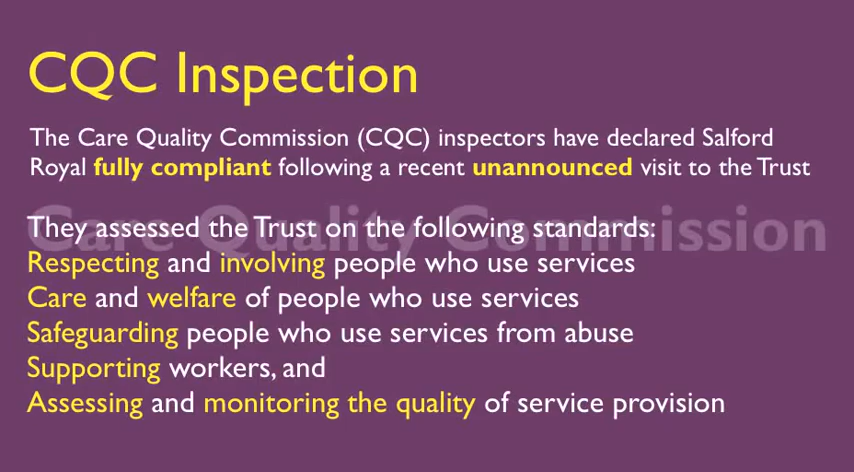 CQC Inspection
The Care Quality Commission (CQC) inspectors have declared Salford
Royal fully compliant following a recent unannounced visit to the Trust
Care Quality Commission
They assessed the Trust on the following standards:
Respecting and involving people who use services
Care and welfare of people who use services
Safeguarding people who use services from abuse
Supporting workers, and
Assessing and monitoring the quality of service provision